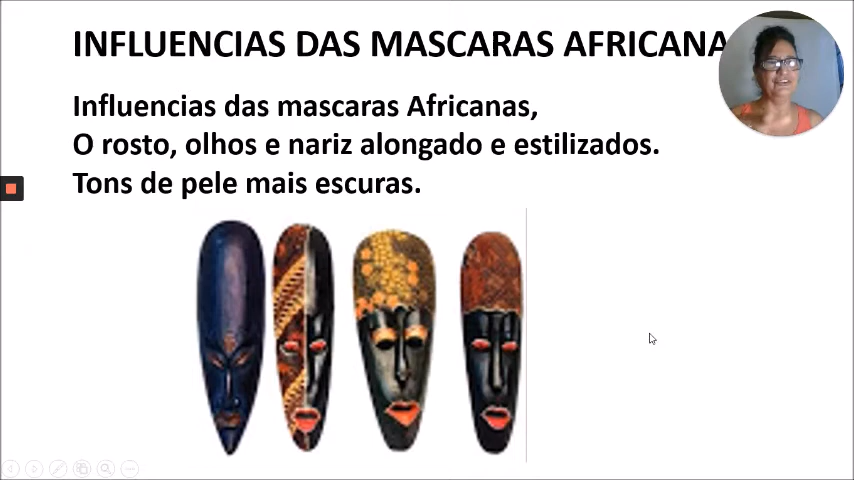 INFLUENCIAS DAS MASCARAS AFRICANA
Influencias das mascaras Africanas,
O rosto, olhos e nariz alongado e estilizados.
Tons de pele mais escuras.